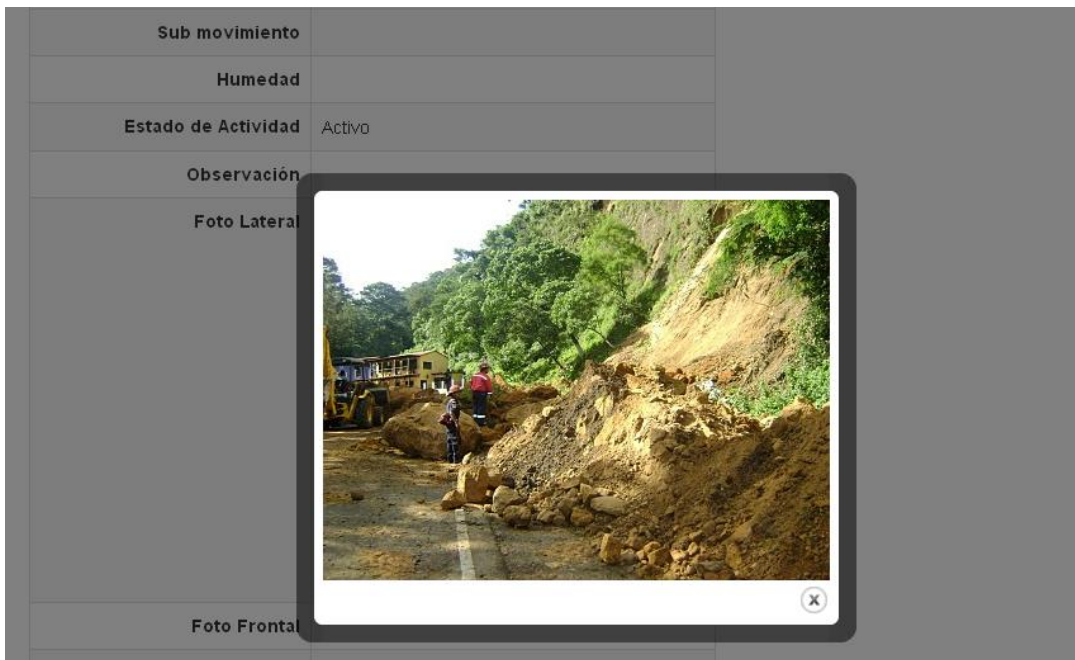 Sub movimiento
Humedad
Estado de Actividad Activo
Observación
Foto Lateral
X
Foto Frontal